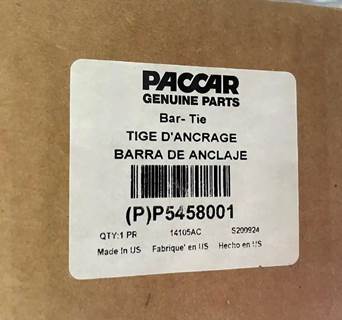 PACCAR
GENUINE PARTS
Bar- Tie
TIGE D'ANCRAGE
BARRA DE ANCLAJE
(P)P5458001
QTY:1 PR 14105AC S200924
Made In US Fabrique' en US Hecho en US